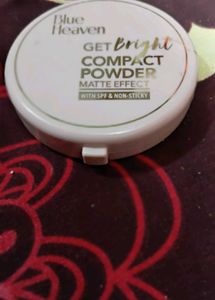 Blue
Heaven
GET Bright
COMPACT
POWDER
MATTE EFFECT
WITH SPF & NON-STICKY